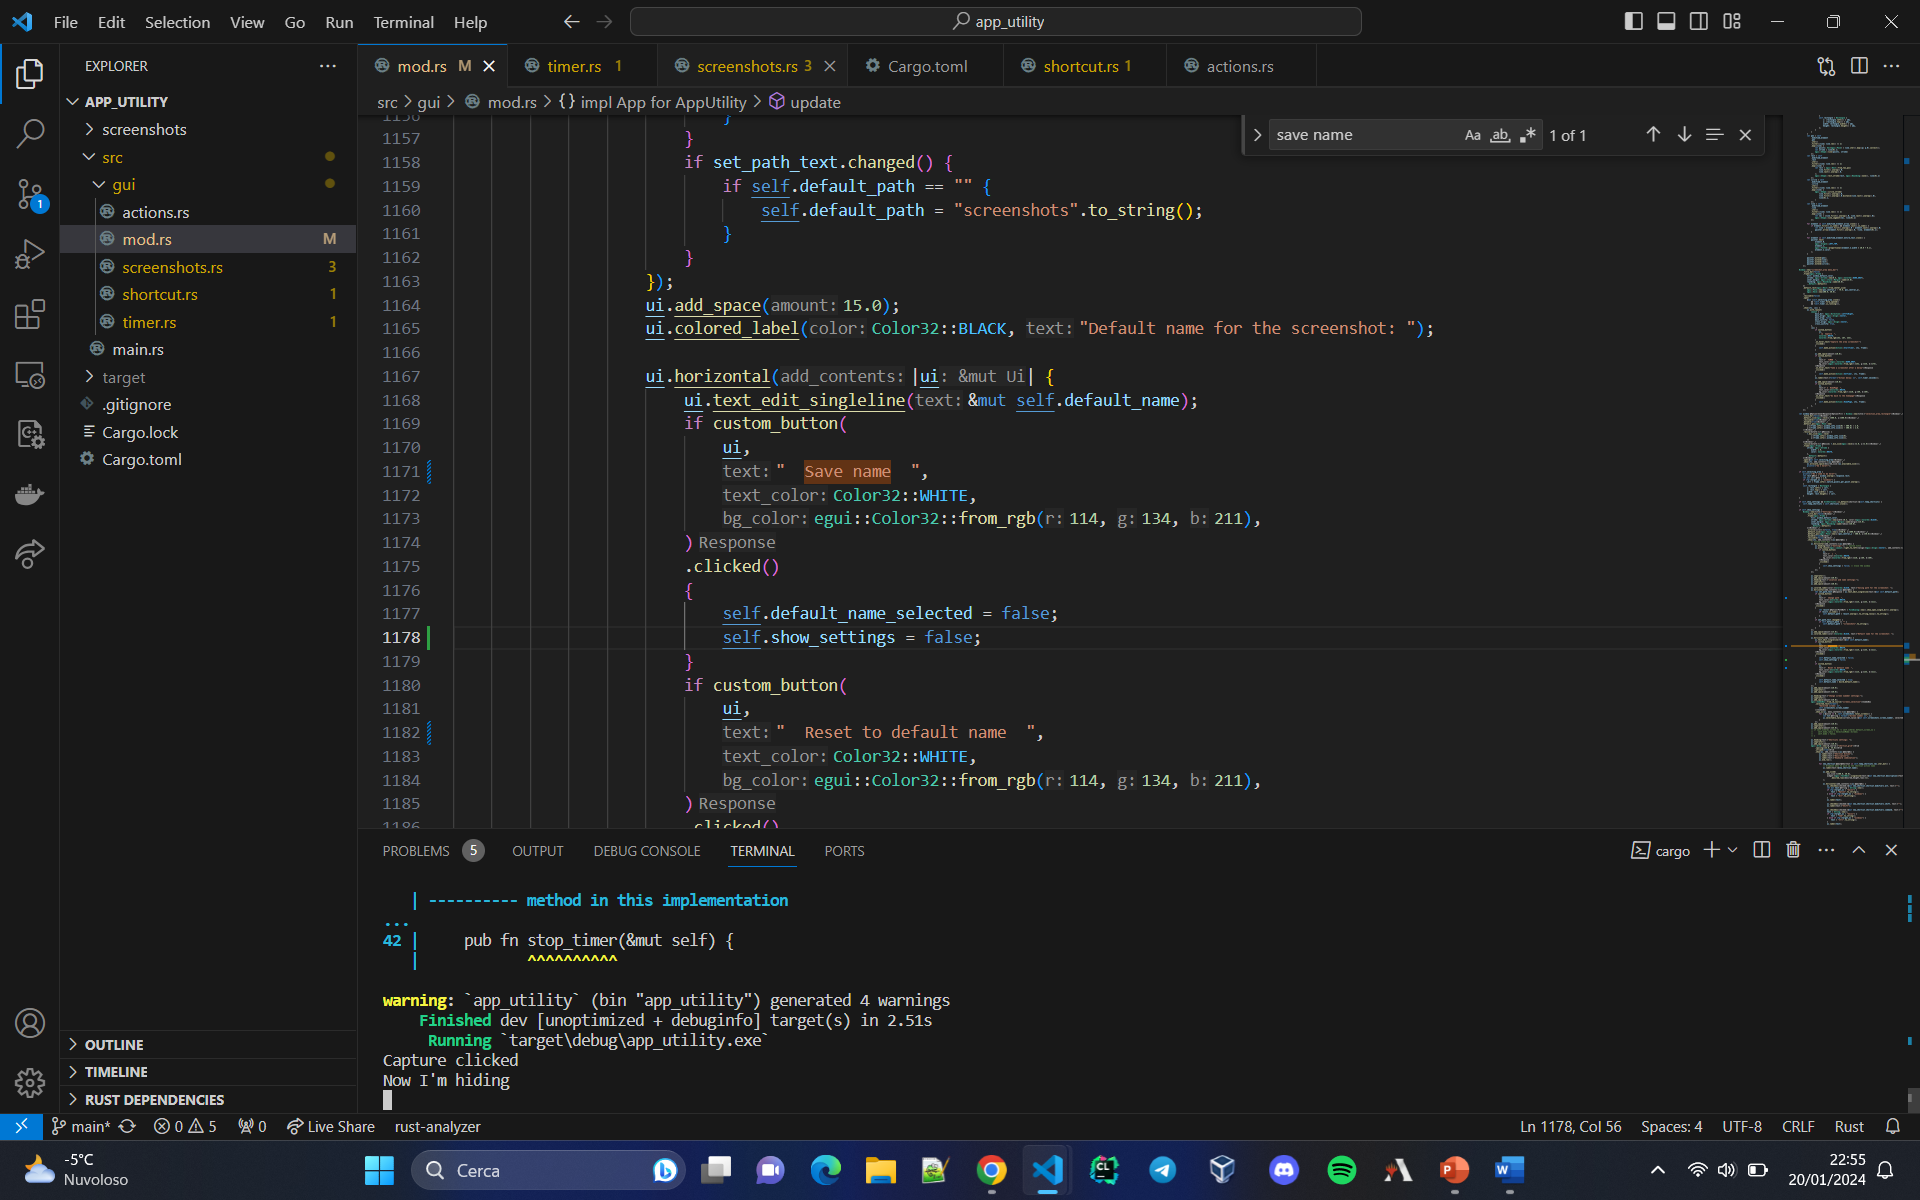 File Edit Selection View Go Run Terminal Help
app_utility
EXPLORER
mod.rs M
timer.rs 1
screenshots.rs 3
Cargo.toml
shortcut.rs 1
actions.rs
src > gui > mod.rs > {} impl App for AppUtility > update
APP_UTILITY
screenshots
src
gui
actions.rs
mod.rs M
screenshots.rs 3
shortcut.rs 1
timer.rs 1
main.rs
target
.gitignore
Cargo.lock
Cargo.toml
OUTLINE
TIMELINE
RUST DEPENDENCIES
1
save name Aa ab 1 of 1
1156 }
1157 }
1158 if set_path_text.changed() {
1159 if self.default_path == "" {
1160 self.default_path = "screenshots".to_string();
1161 }
1162 }
1163 });
1164 ui.add_space(amount: 15.0);
1165 ui.colored_label(color: Color32::BLACK, text: "Default name for the screenshot: ");
1166
1167 ui.horizontal(add_contents: |ui: &mut Ui| {
1168 ui.text_edit_singleline(text: &mut self.default_name);
1169 if custom_button(
1170 ui,
1171 text: "  Save name  ",
1172 text_color: Color32::WHITE,
1173 bg_color: egui::Color32::from_rgb(r: 114, g: 134, b: 211),
1174 ) Response
1175 .clicked()
1176 {
1177 self.default_name_selected = false;
1178 self.show_settings = false;
1179 }
1180 if custom_button(
1181 ui,
1182 text: "  Reset to default name  ",
1183 text_color: Color32::WHITE,
1184 bg_color: egui::Color32::from_rgb(r: 114, g: 134, b: 211),
1185 ) Response
1186 .clicked()
PROBLEMS 5 OUTPUT DEBUG CONSOLE TERMINAL PORTS
cargo
| ---------- method in this implementation
...
42 | pub fn stop_timer(&mut self) {
| ^^^^^^^^^^
warning: `app_utility` (bin "app_utility") generated 4 warnings
Finished dev [unoptimized + debuginfo] target(s) in 2.51s
Running `target\debug\app_utility.exe`
Capture clicked
Now I'm hiding
main* 0 5 0 Live Share rust-analyzer
Ln 1178, Col 56 Spaces: 4 UTF-8 CRLF Rust
-5°C
Nuvoloso
Cerca
22:55
20/01/2024